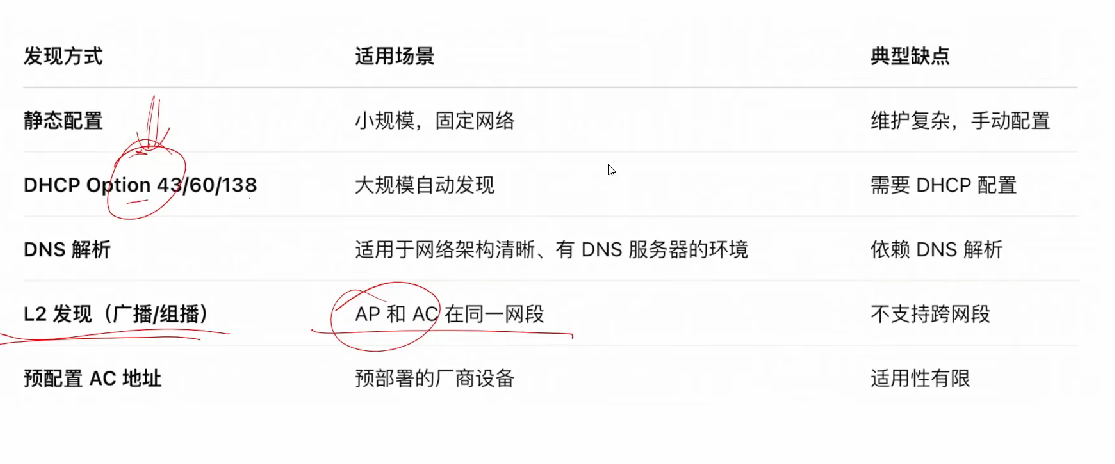 发现方式 适用场景 典型缺点
静态配置 小规模，固定网络 维护复杂，手动配置
DHCP Option 43/60/138 大规模自动发现 需要 DHCP 配置
DNS 解析 适用于网络架构清晰、有 DNS 服务器的环境 依赖 DNS 解析
L2 发现（广播/组播） AP 和 AC 在同一网段 不支持跨网段
预配置 AC 地址 预部署的厂商设备 适用性有限